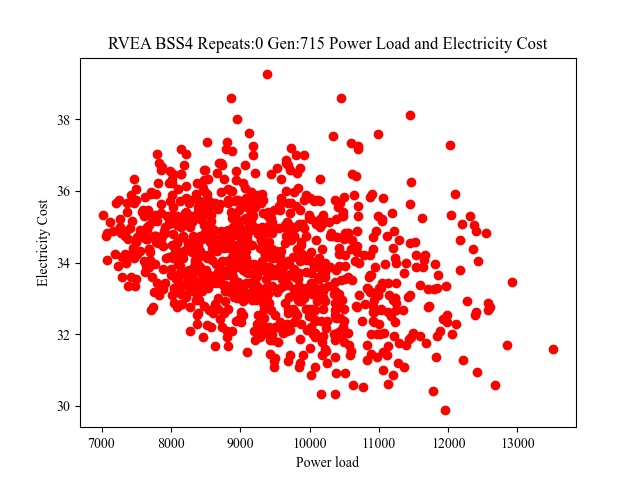 RVEA BSS4 Repeats:0 Gen:715 Power Load and Electricity Cost
Electricity Cost
38
36
34
32
30
7000 8000 9000 10000 11000 12000 13000
Power load